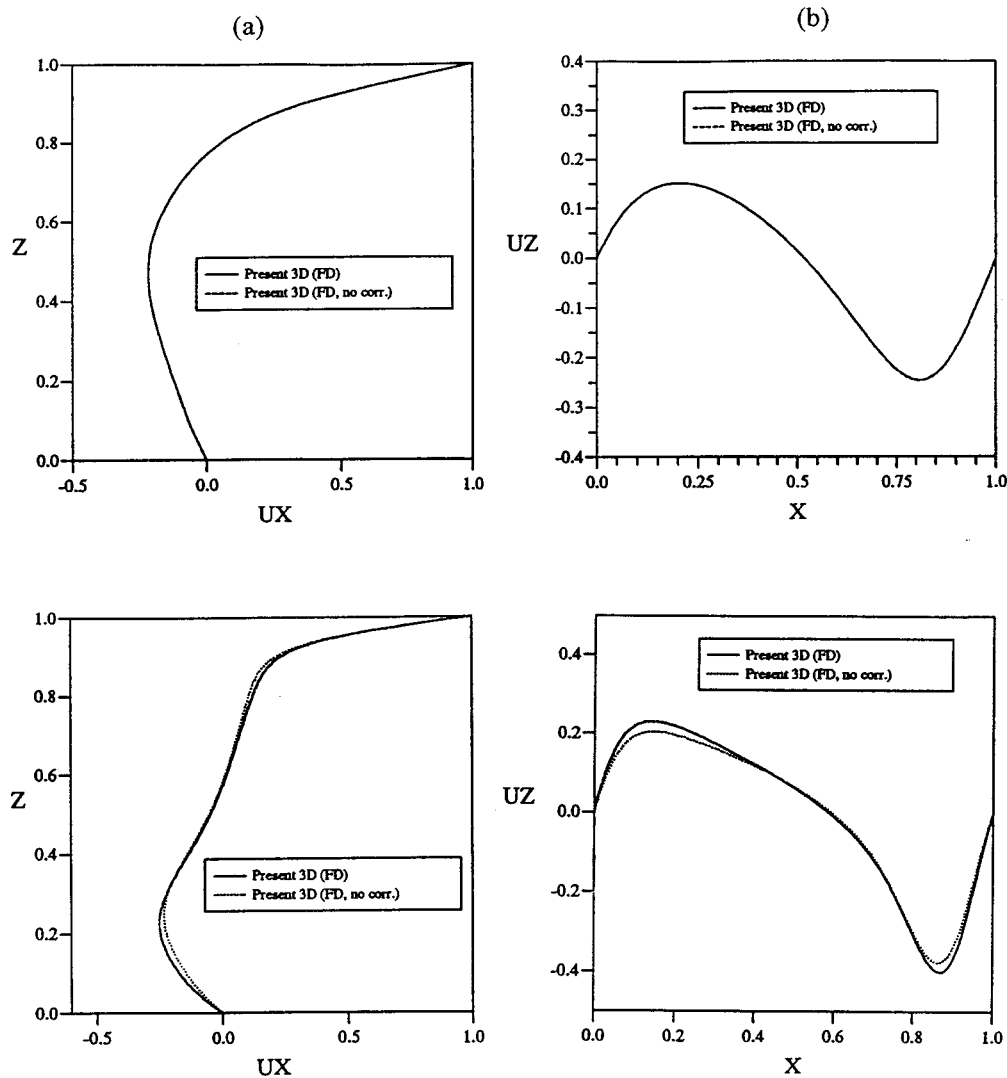 (a)
(b)
1.0
0.8
0.6
0.4
0.2
0.0
Z
Present 3D (FD)
Present 3D (FD, no corr.)
-0.5
0.0
0.5
1.0
UX
0.4
0.3
0.2
0.1
0.0
-0.1
-0.2
-0.3
-0.4
UZ
Present 3D (FD)
Present 3D (FD, no corr.)
0.0
0.25
0.5
0.75
1.0
X
1.0
0.8
0.6
0.4
0.2
0.0
Z
Present 3D (FD)
Present 3D (FD, no corr.)
-0.5
0.0
0.5
1.0
UX
0.4
0.2
0.0
-0.2
-0.4
UZ
Present 3D (FD)
Present 3D (FD, no corr.)
0.0
0.2
0.4
0.6
0.8
1.0
X